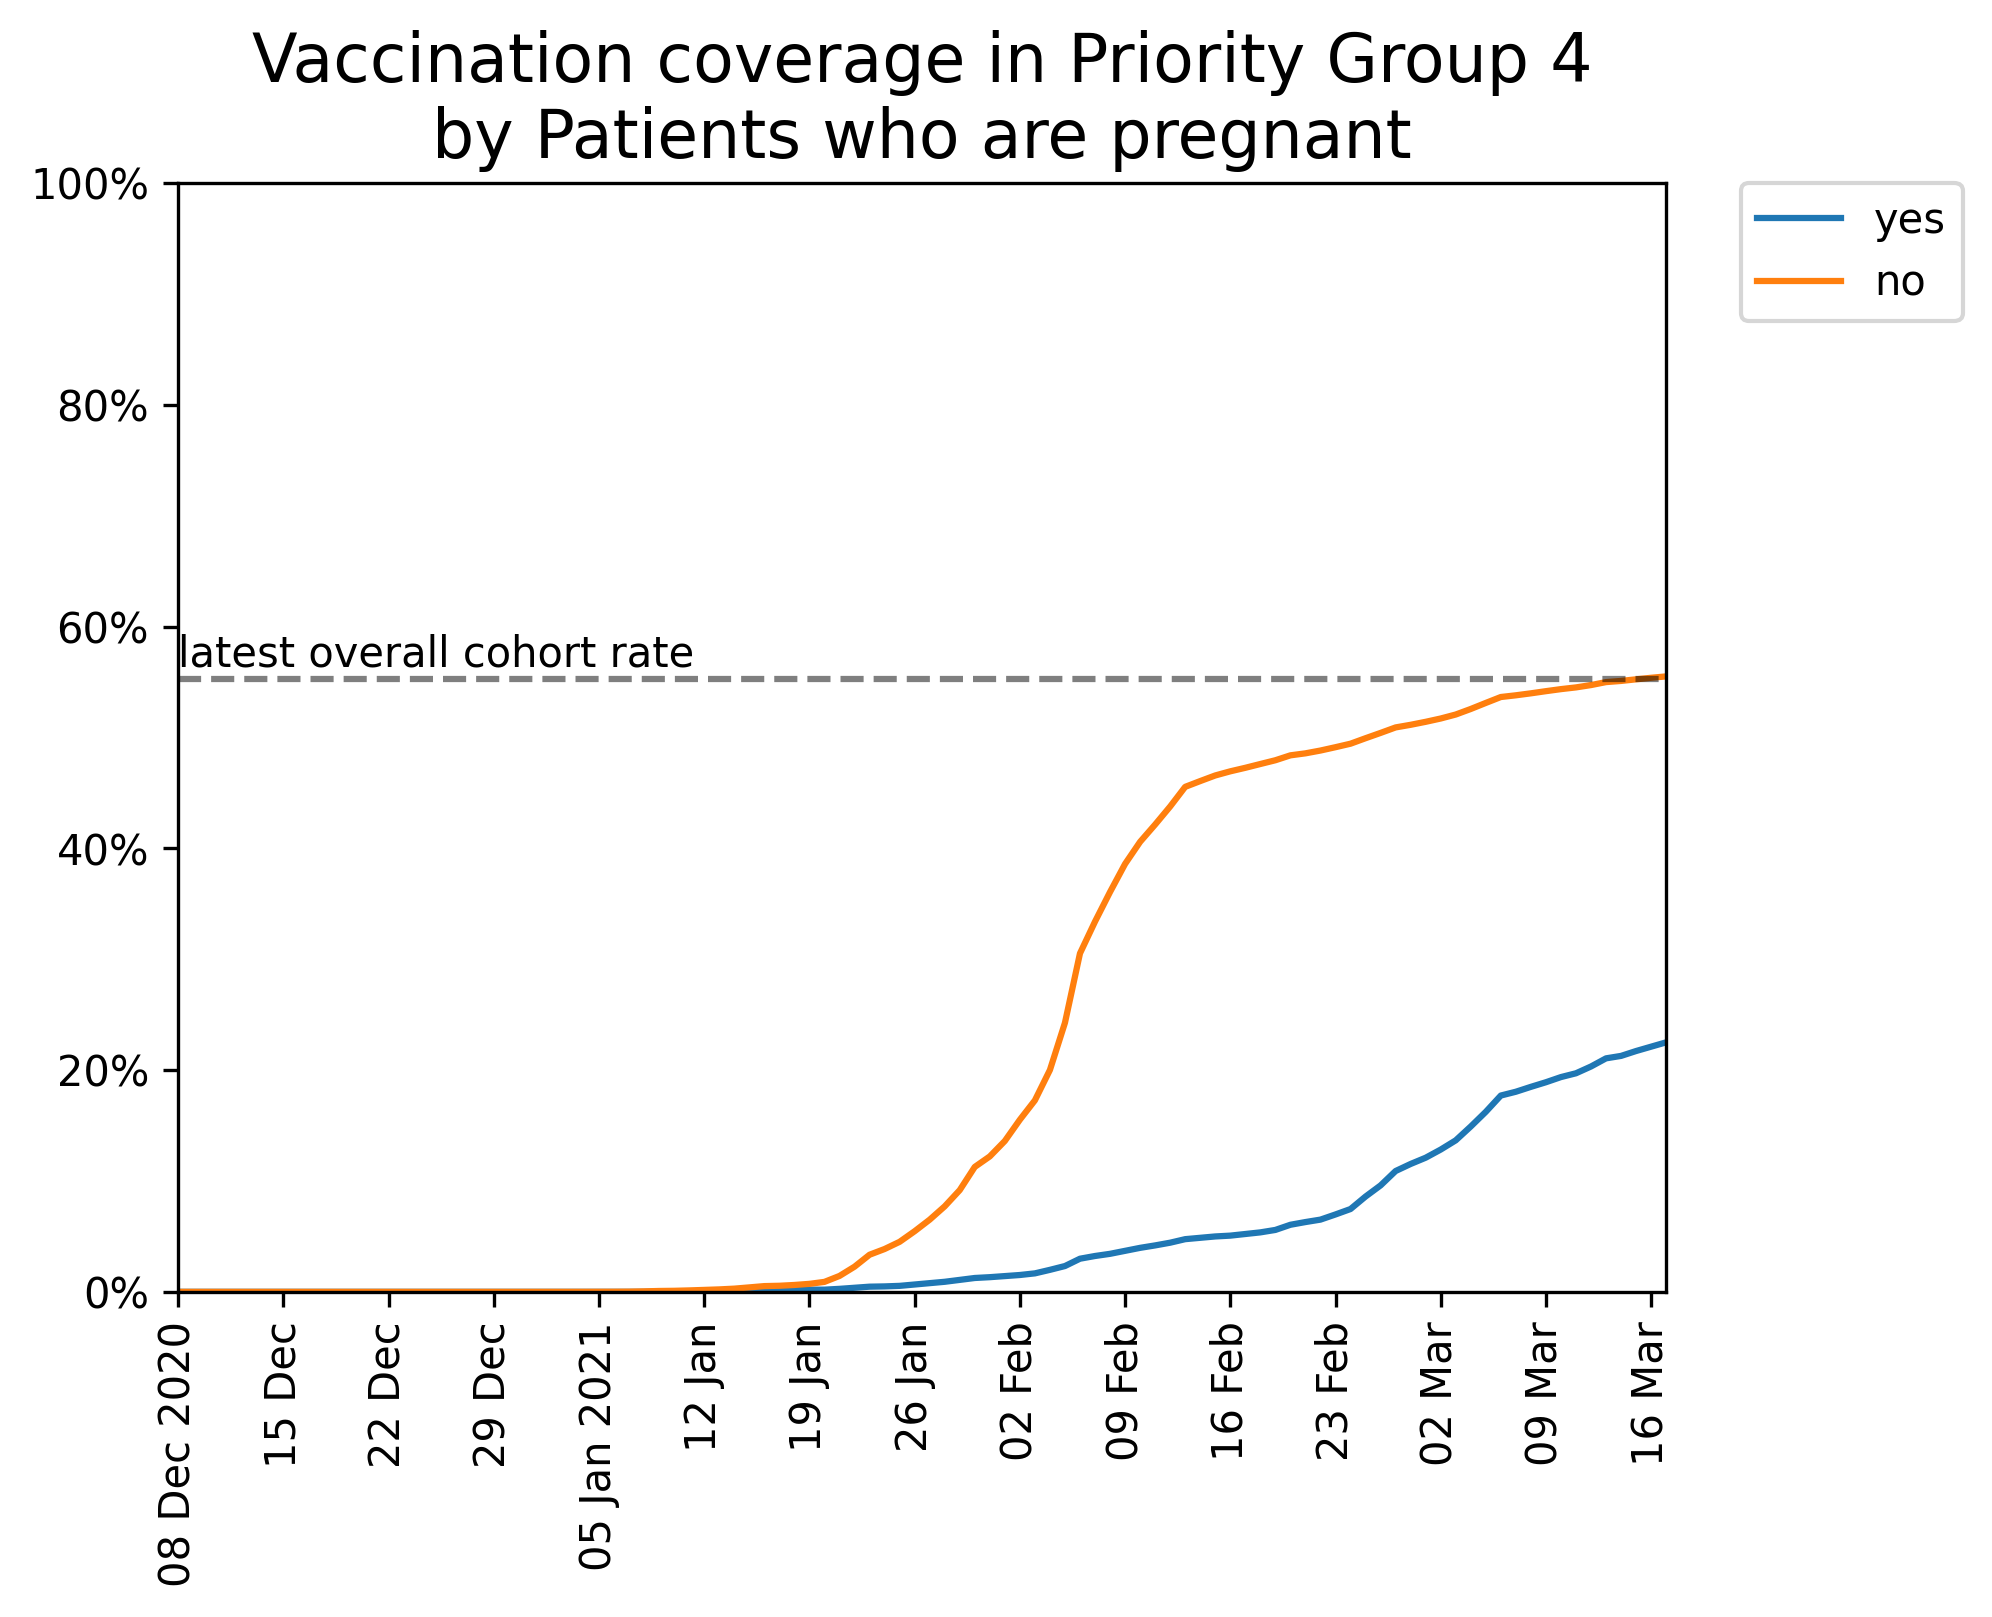 Vaccination coverage in Priority Group 4
by Patients who are pregnant
100%
80%
60%
40%
20%
0%
latest overall cohort rate
yes
no
08 Dec 2020
15 Dec
22 Dec
29 Dec
05 Jan 2021
12 Jan
19 Jan
26 Jan
02 Feb
09 Feb
16 Feb
23 Feb
02 Mar
09 Mar
16 Mar